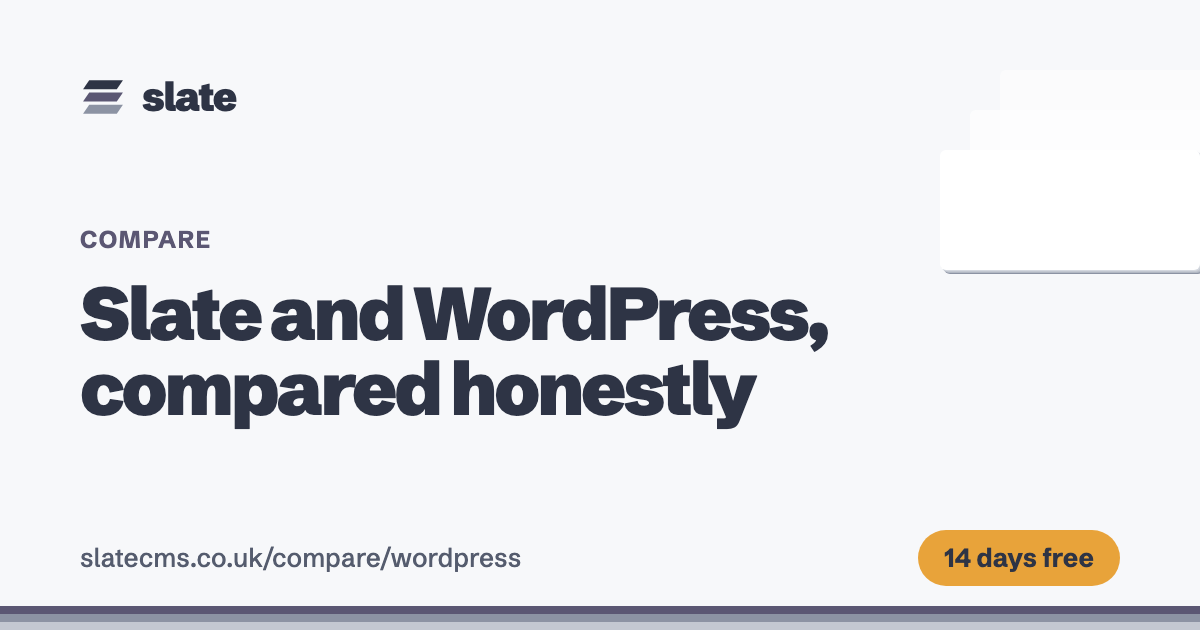 slate
COMPARE
Slate and WordPress,
compared honestly
slatecms.co.uk/compare/wordpress
14 days free